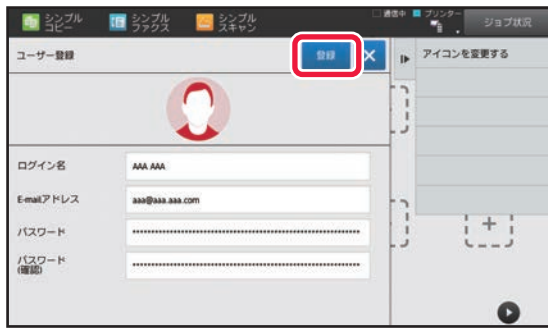 シンプル
コピー
シンプル
ファクス
シンプル
スキャン
通信中
プリンター
ジョブ状況
ユーザー登録
登録
アイコンを変更する
ログイン名
AAA AAA
E-mailアドレス
aaa@aaa.aaa.com
パスワード
パスワード
(確認)